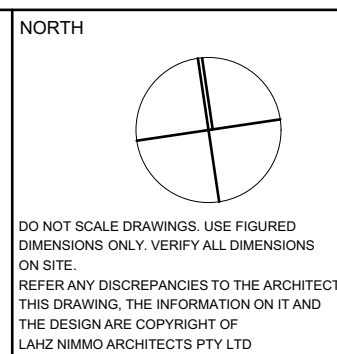 NORTH
DO NOT SCALE DRAWINGS. USE FIGURED
DIMENSIONS ONLY. VERIFY ALL DIMENSIONS
ON SITE.
REFER ANY DISCREPANCIES TO THE ARCHITECT
THIS DRAWING, THE INFORMATION ON IT AND
THE DESIGN ARE COPYRIGHT OF
LAHZ NIMMO ARCHITECTS PTY LTD